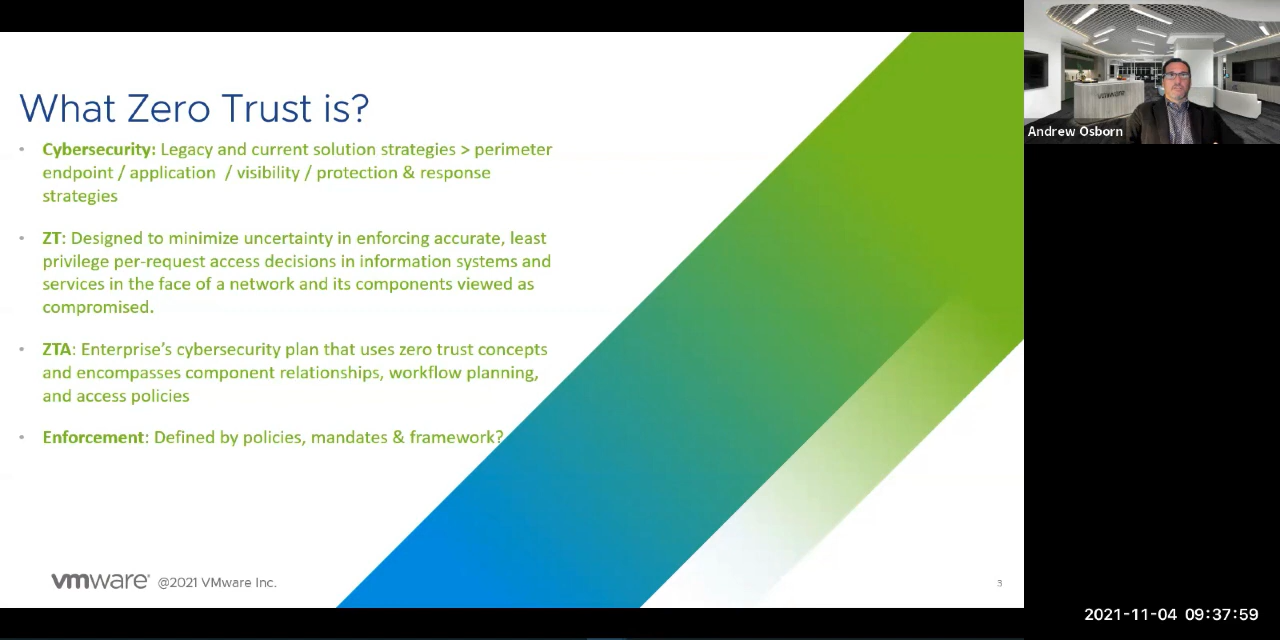 What Zero Trust is?
• Cybersecurity: Legacy and current solution strategies > perimeter
endpoint / application / visibility / protection & response
strategies
• ZT: Designed to minimize uncertainty in enforcing accurate, least
privilege per-request access decisions in information systems and
services in the face of a network and its components viewed as
compromised.
• ZTA: Enterprise's cybersecurity plan that uses zero trust concepts
and encompasses component relationships, workflow planning,
and access policies
• Enforcement: Defined by policies, mandates & framework?
vmware® @2021 VMware Inc.
3
vmware
Andrew Osborn
2021-11-04 09:37:59